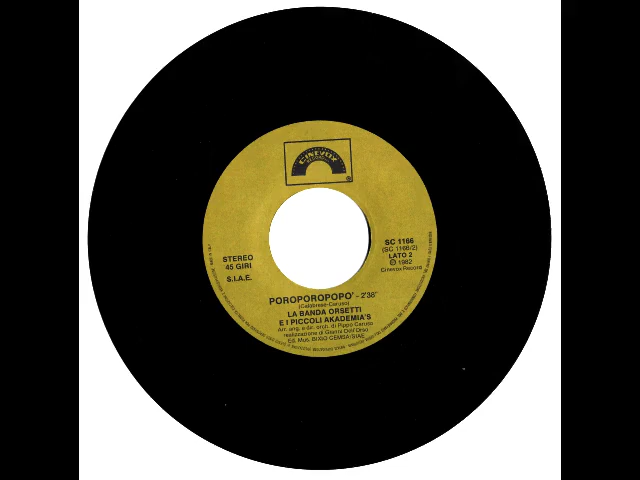 CINEVOX
RECORD
STEREO
45 GIRI
S.I.A.E.
SC 1166
(SC 1166/2)
LATO 2
℗ 1982
Cinevox Record
POROPOROPOPO' - 2'38"
(Calabrese-Caruso)
LA BANDA ORSETTI
E I PICCOLI AKADEMIA'S
Arr. orig. e dir. orch. di Pippo Caruso
realizzazione di Gianni Dell'Orso
Ed. Mus. BIXIO CEMSA/SIAE